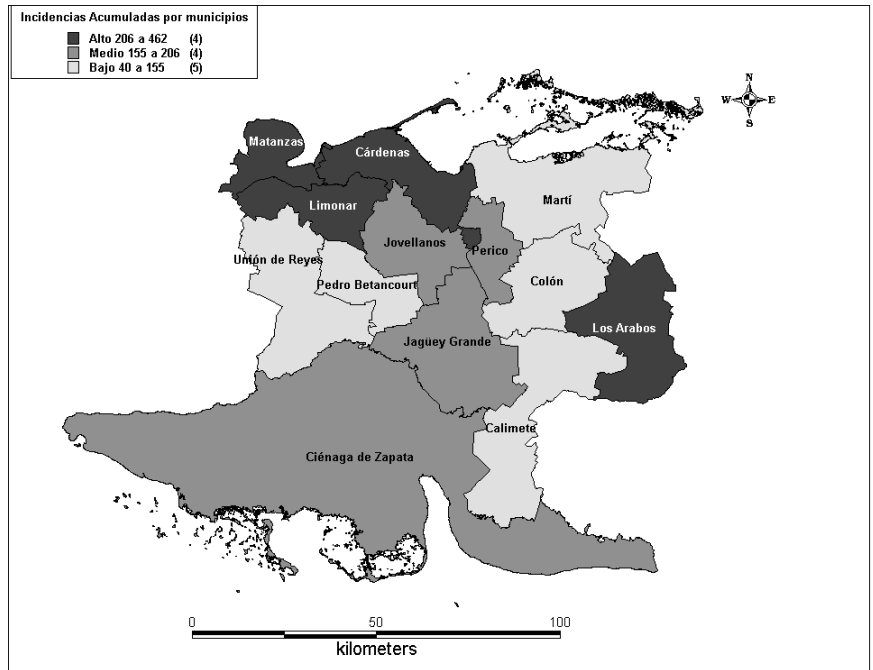 Incidencias Acumuladas por municipios
Alto 206 a 462 (4)
Medio 155 a 206 (4)
Bajo 40 a 155 (5)
N
W E
S
Matanzas
Cárdenas
Limonar
Martí
Jovellanos
Perico
Unión de Reyes
Pedro Betancourt
Colón
Los Arabos
Jagüey Grande
Calimete
Ciénaga de Zapata
0 50 100
kilometers